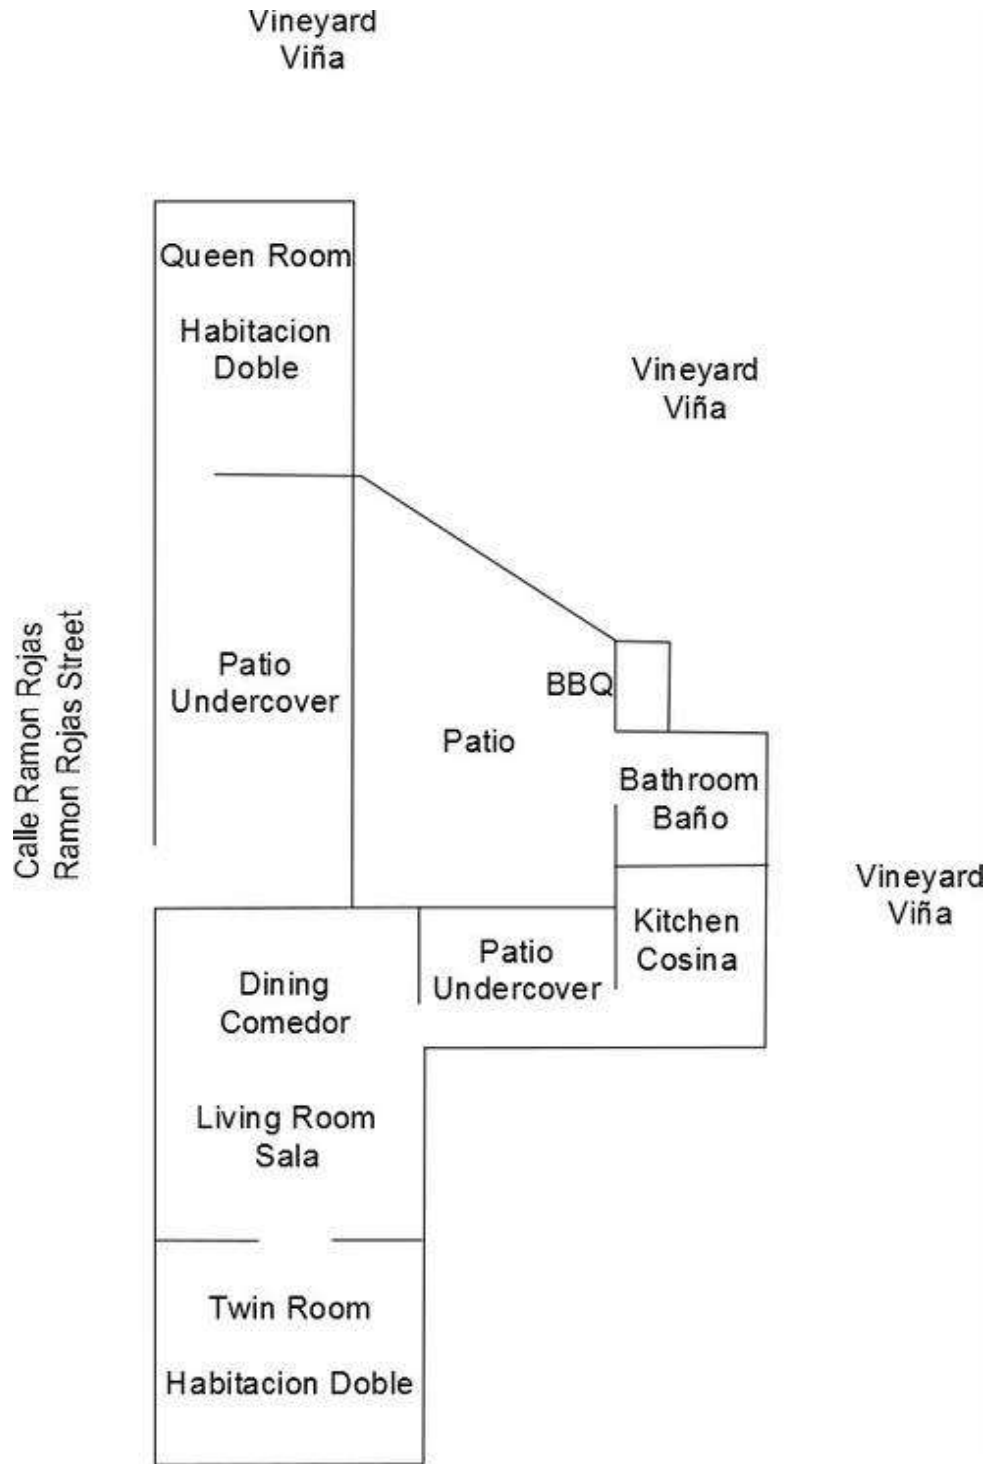 Vineyard
Viña
Queen Room
Habitacion
Doble
Vineyard
Viña
Calle Ramon Rojas
Ramon Rojas Street
Patio
Undercover
BBQ
Patio
Bathroom
Baño
Vineyard
Viña
Kitchen
Cosina
Patio
Undercover
Dining
Comedor
Living Room
Sala
Twin Room
Habitacion Doble